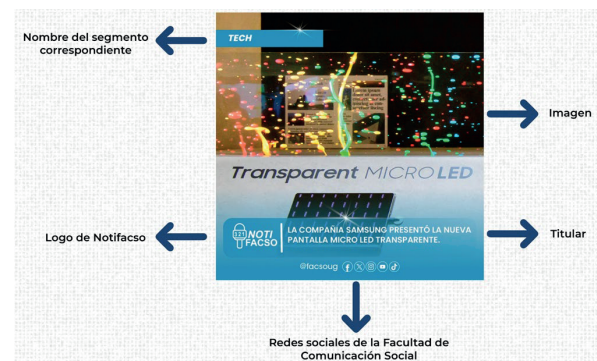 Nombre del segmento
correspondiente
TECH
Imagen
Transparent MICRO LED
Logo de Notifacso
NOTI
FACSO
LA COMPAÑÍA SAMSUNG PRESENTÓ LA NUEVA
PANTALLA MICRO LED TRANSPARENTE.
Titular
@facsoug
Redes sociales de la Facultad de
Comunicación Social